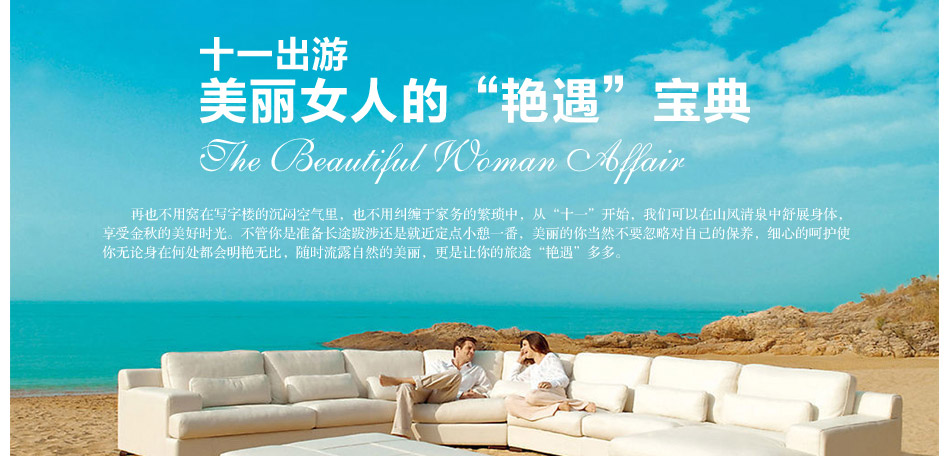 十一出游
美丽女人的“艳遇”宝典
The Beautiful Woman Affair
再也不用窝在写字楼的沉闷空气里，也不用纠缠于家务的繁琐中，从“十一”开始，我们可以在山风清泉中舒展身体，
享受金秋的美好时光。不管你是准备长途跋涉还是就近定点小憩一番，美丽的你当然不要忽略对自己的保养，细心的呵护使
你无论身在何处都会明艳无比，随时流露自然的美丽，更是让你的旅途“艳遇”多多。